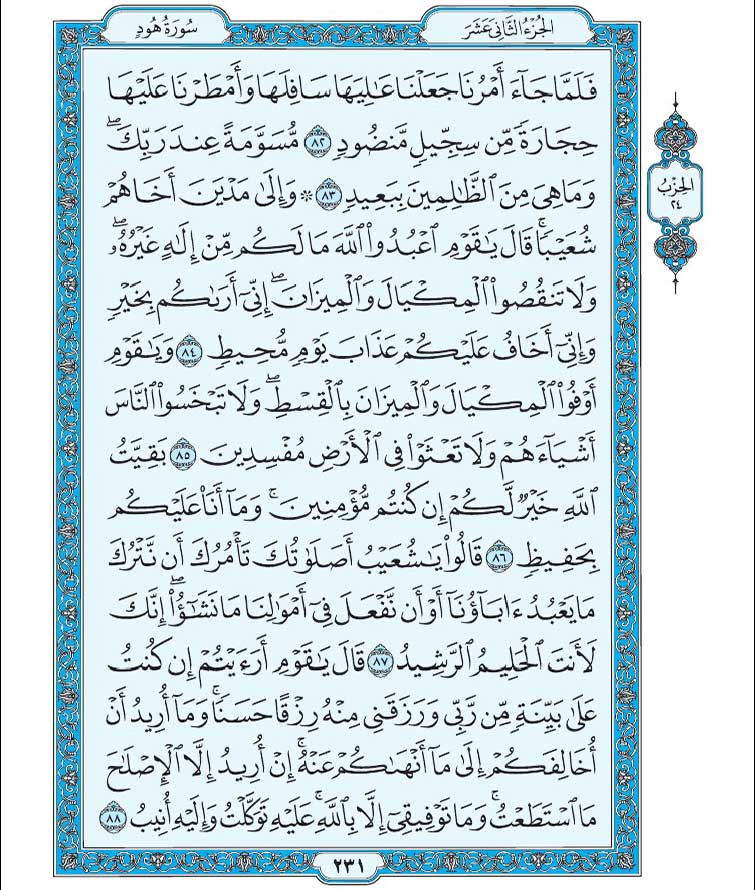 الجُزْءُ الثَّانِي عَشَرَ
سُورَةُ هُودٍ
فَلَمَّا جَآءَ أَمْرُنَا جَعَلْنَا عَٰلِيَهَا سَافِلَهَا وَأَمْطَرْنَا عَلَيْهَا
حِجَارَةً مِّن سِجِّيلٍ مَّنضُودٍ ٨٢ مُّسَوَّمَةً عِندَ رَبِّكَۖ
وَمَا هِىَ مِنَ ٱلظَّٰلِمِينَ بِبَعِيدٍ ٨٣ ۞ وَإِلَىٰ مَدْيَنَ أَخَاهُمْ
شُعَيْبًاۚ قَالَ يَٰقَوْمِ ٱعْبُدُوا۟ ٱللَّهَ مَا لَكُم مِّنْ إِلَٰهٍ غَيْرُهُۥۖ
وَلَا تَنقُصُوا۟ ٱلْمِكْيَالَ وَٱلْمِيزَانَۖ إِنِّىٓ أَرَىٰكُم بِخَيْرٍ
وَإِنِّىٓ أَخَافُ عَلَيْكُمْ عَذَابَ يَوْمٍ مُّحِيطٍ ٨٤ وَيَٰقَوْمِ
أَوْفُوا۟ ٱلْمِكْيَالَ وَٱلْمِيزَانَ بِٱلْقِسْطِۖ وَلَا تَبْخَسُوا۟ ٱلنَّاسَ
أَشْيَآءَهُمْ وَلَا تَعْثَوْا۟ فِى ٱلْأَرْضِ مُفْسِدِينَ ٨٥ بَقِيَّتُ
ٱللَّهِ خَيْرٌ لَّكُمْ إِن كُنتُم مُّؤْمِنِينَۚ وَمَآ أَنَا۠ عَلَيْكُم
بِحَفِيظٍ ٨٦ قَالُوا۟ يَٰشُعَيْبُ أَصَلَوٰتُكَ تَأْمُرُكَ أَن نَّتْرُكَ
مَا يَعْبُدُ ءَابَآؤُنَآ أَوْ أَن نَّفْعَلَ فِىٓ أَمْوَٰلِنَا مَا نَشَٰٓؤُا۟ۖ إِنَّكَ
لَأَنتَ ٱلْحَلِيمُ ٱلرَّشِيدُ ٨٧ قَالَ يَٰقَوْمِ أَرَءَيْتُمْ إِن كُنتُ
عَلَىٰ بَيِّنَةٍ مِّن رَّبِّى وَرَزَقَنِى مِنْهُ رِزْقًا حَسَنًاۚ وَمَآ أُرِيدُ أَنْ
أُخَالِفَكُمْ إِلَىٰ مَآ أَنْهَىٰكُمْ عَنْهُۚ إِنْ أُرِيدُ إِلَّا ٱلْإِصْلَٰحَ
مَا ٱسْتَطَعْتُۚ وَمَا تَوْفِيقِىٓ إِلَّا بِٱللَّهِۚ عَلَيْهِ تَوَكَّلْتُ وَإِلَيْهِ أُنِيبُ ٨٨
الحِزْبُ
٢٤
٢٣١